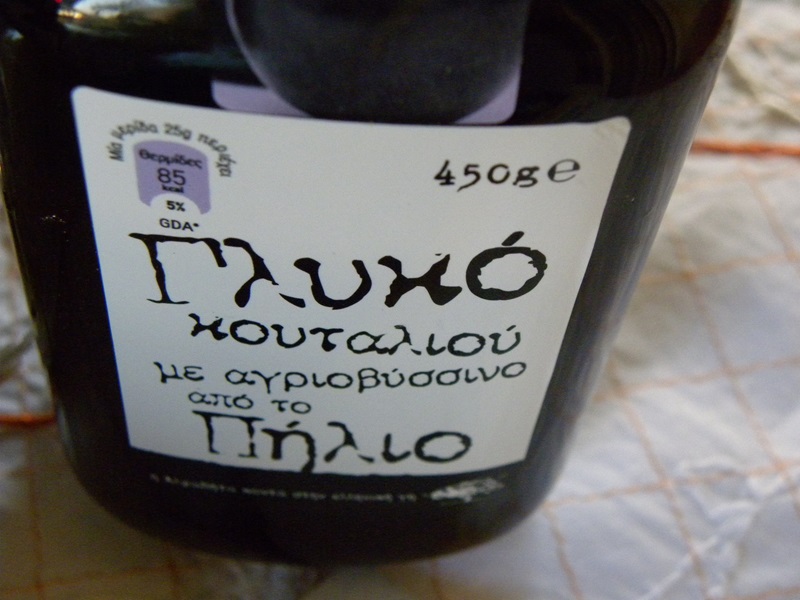 Μία μερίδα 25g περιέχει
Θερμίδες
85
kcal
5%
GDA*
450g e
Γλυκό
κουταλιού
με αγριοβύσσινο
από το
Πήλιο